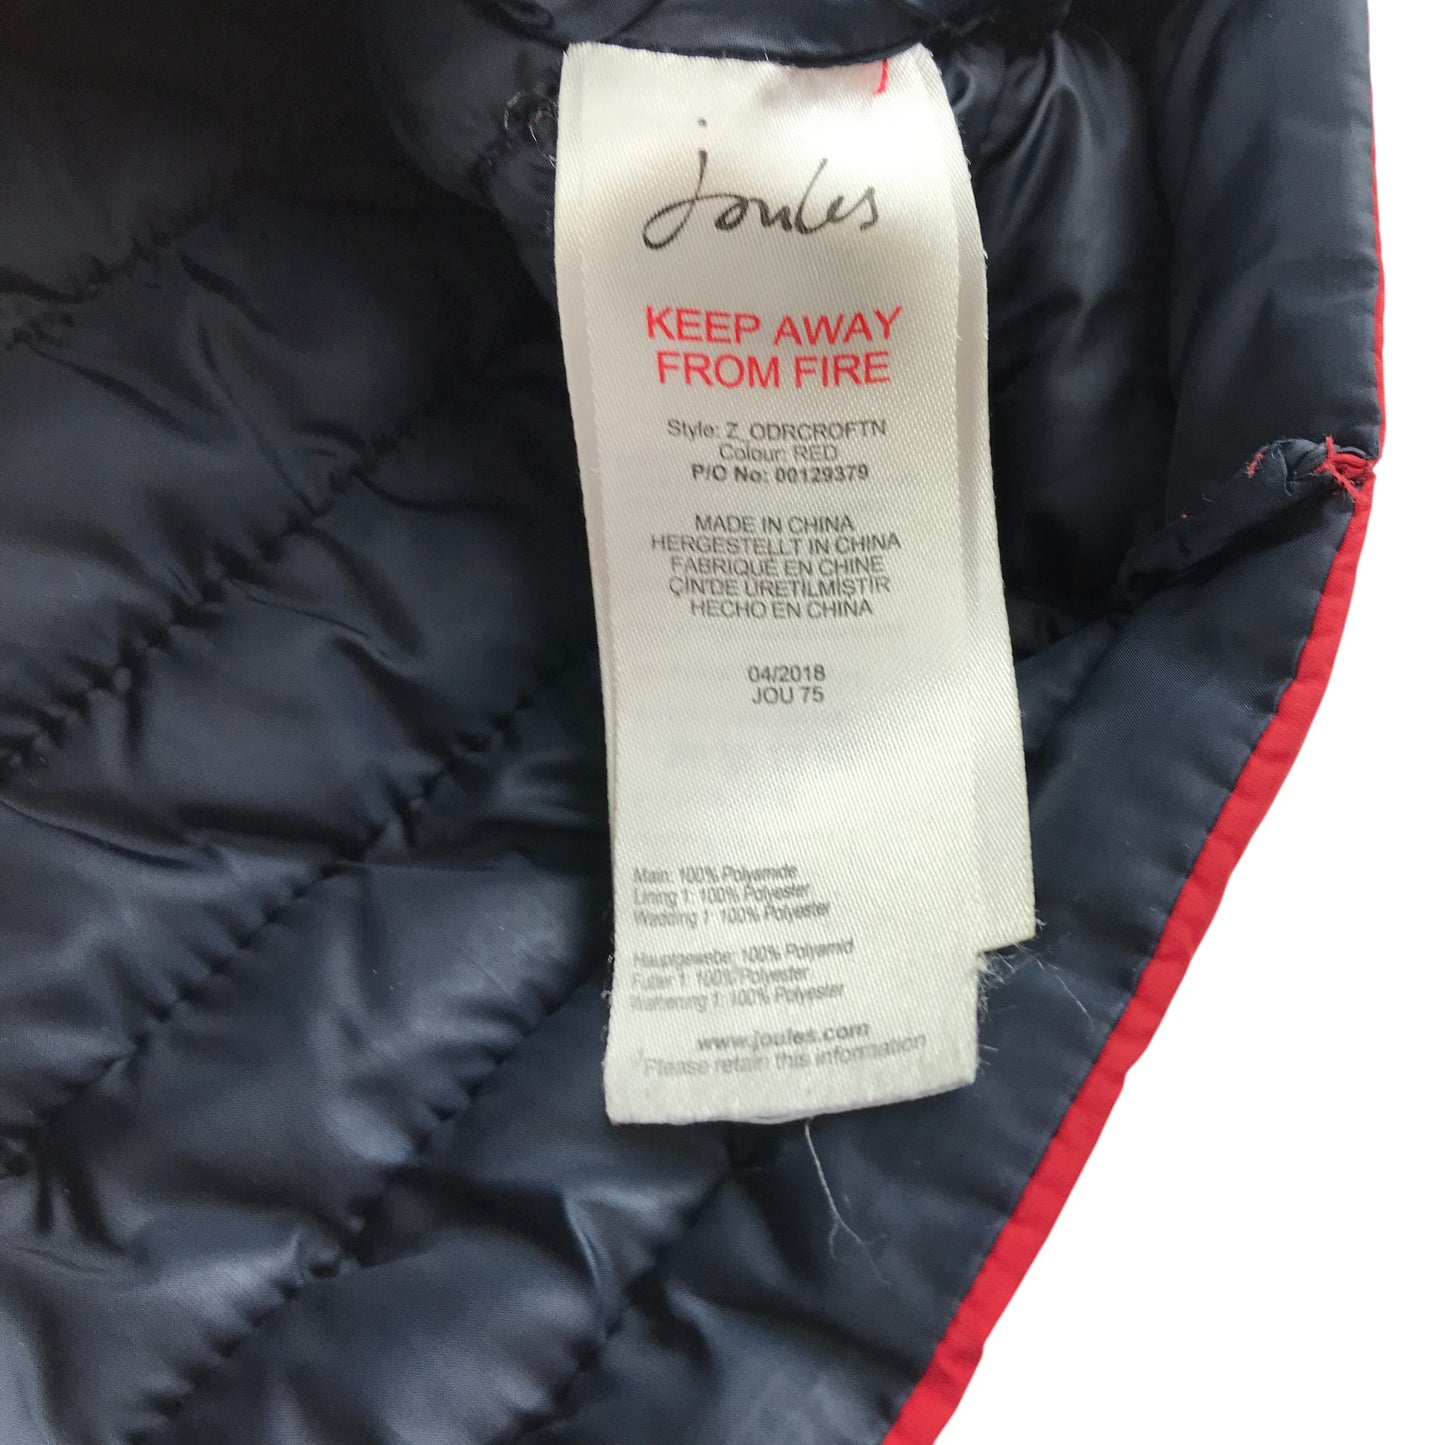 joules
KEEP AWAY
FROM FIRE
Style: Z_ODRCROFTN
Colour: RED
P/O No: 00129379
MADE IN CHINA
HERGESTELLT IN CHINA
FABRIQUÉ EN CHINE
ÇİN'DE ÜRETILMİSTİR
HECHO EN CHINA
04/2018
JOU 75
Main: 100% Polyamide
Lining 1: 100% Polyester
Wadding 1: 100% Polyester
Hauptgewebe: 100% Polyamid
Futter 1: 100% Polyester
Wattierung 1: 100% Polyester
www.joules.com
Please retain this information